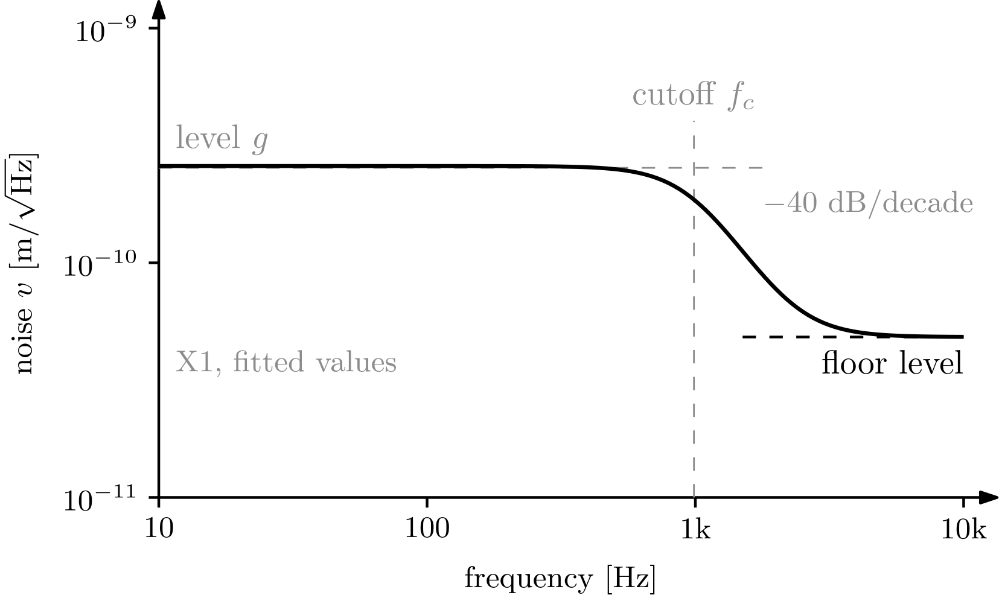 10⁻⁹
cutoff f_c
level g
−40 dB/decade
noise v [m/√Hz]
10⁻¹⁰
X1, fitted values
floor level
10⁻¹¹
10 100 1k 10k
frequency [Hz]